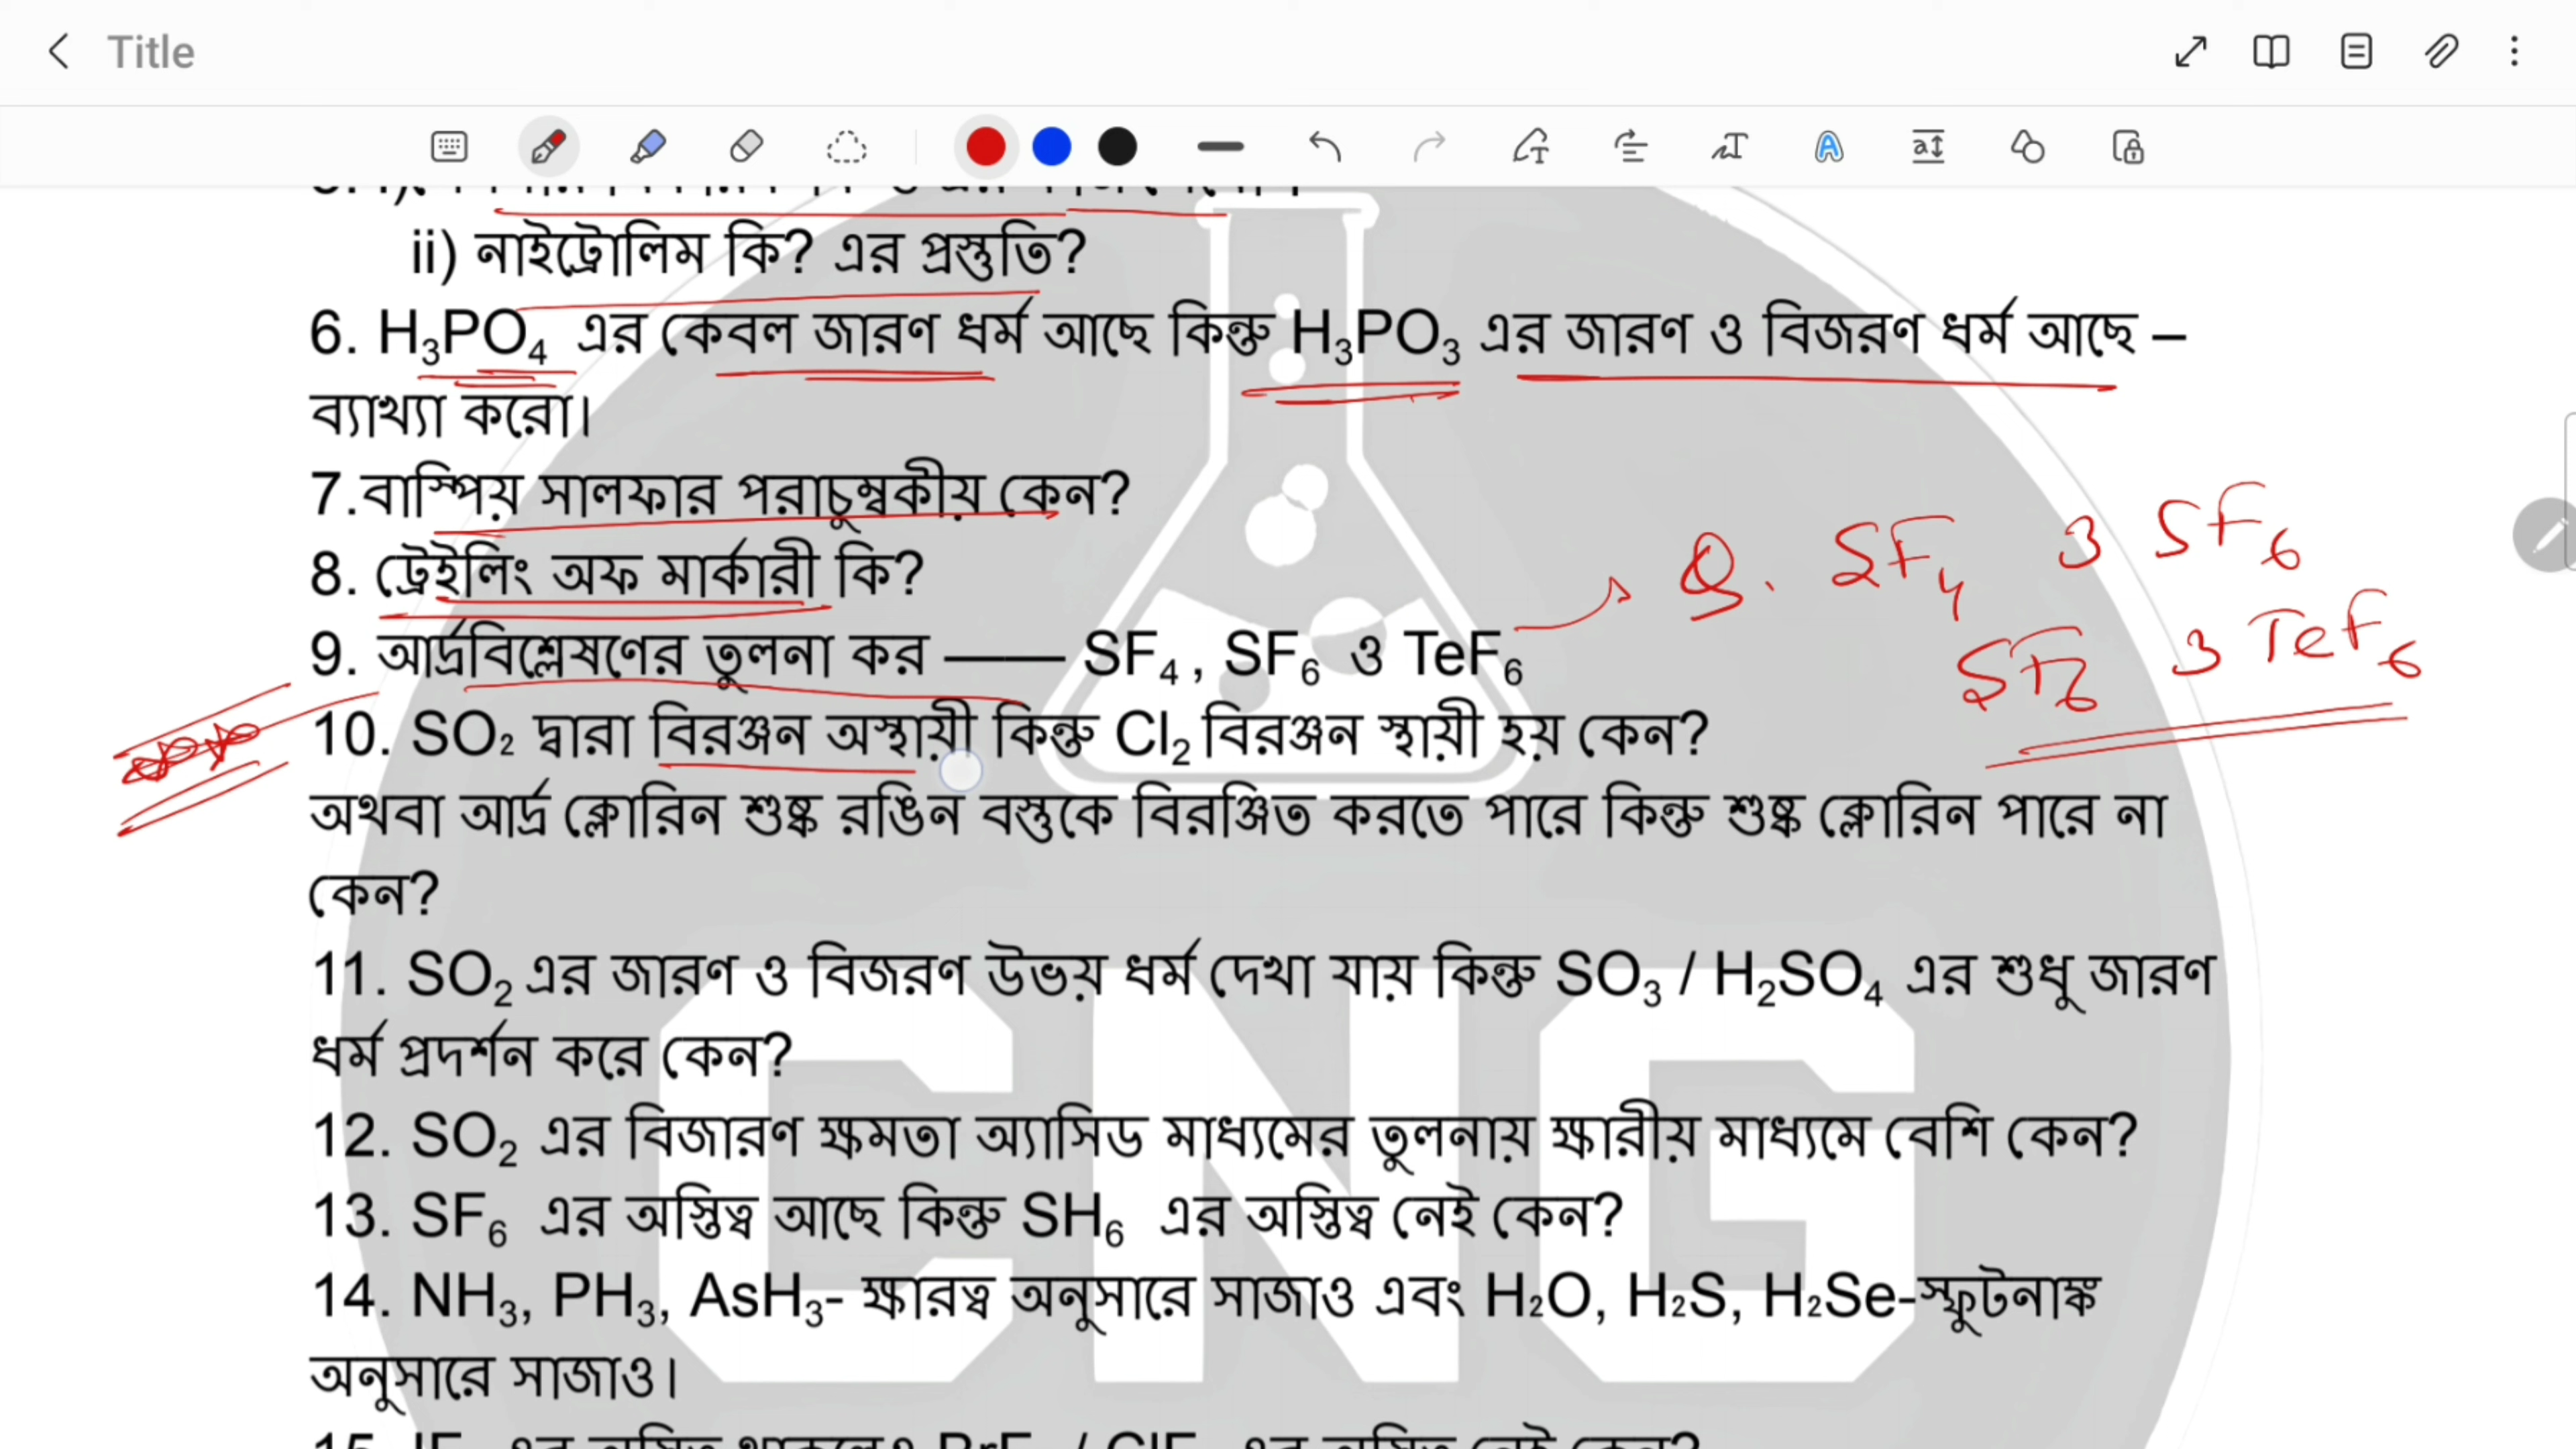 Title
ii) নাইট্রোলিম কি? এর প্রস্তুতি?
6. H₃PO₄ এর কেবল জারণ ধর্ম আছে কিন্তু H₃PO₃ এর জারণ ও বিজরণ ধর্ম আছে –
ব্যাখ্যা করো।
7.বাস্পিয় সালফার পরাচুম্বকীয় কেন?
8. ট্রেইলিং অফ মার্কারী কি?
9. আর্দ্রবিশ্লেষণের তুলনা কর —— SF₄ , SF₆ ও TeF₆
Q. SF₄ ও SF₆
SF₆ ও TeF₆
10. SO₂ দ্বারা বিরঞ্জন অস্থায়ী কিন্তু Cl₂ বিরঞ্জন স্থায়ী হয় কেন?
অথবা আর্দ্র ক্লোরিন শুষ্ক রঙিন বস্তুকে বিরঞ্জিত করতে পারে কিন্তু শুষ্ক ক্লোরিন পারে না
কেন?
11. SO₂ এর জারণ ও বিজরণ উভয় ধর্ম দেখা যায় কিন্তু SO₃ / H₂SO₄ এর শুধু জারণ
ধর্ম প্রদর্শন করে কেন?
12. SO₂ এর বিজারণ ক্ষমতা অ্যাসিড মাধ্যমের তুলনায় ক্ষারীয় মাধ্যমে বেশি কেন?
13. SF₆ এর অস্তিত্ব আছে কিন্তু SH₆ এর অস্তিত্ব নেই কেন?
14. NH₃, PH₃, AsH₃- ক্ষারত্ব অনুসারে সাজাও এবং H₂O, H₂S, H₂Se-স্ফুটনাঙ্ক
অনুসারে সাজাও।
CNG